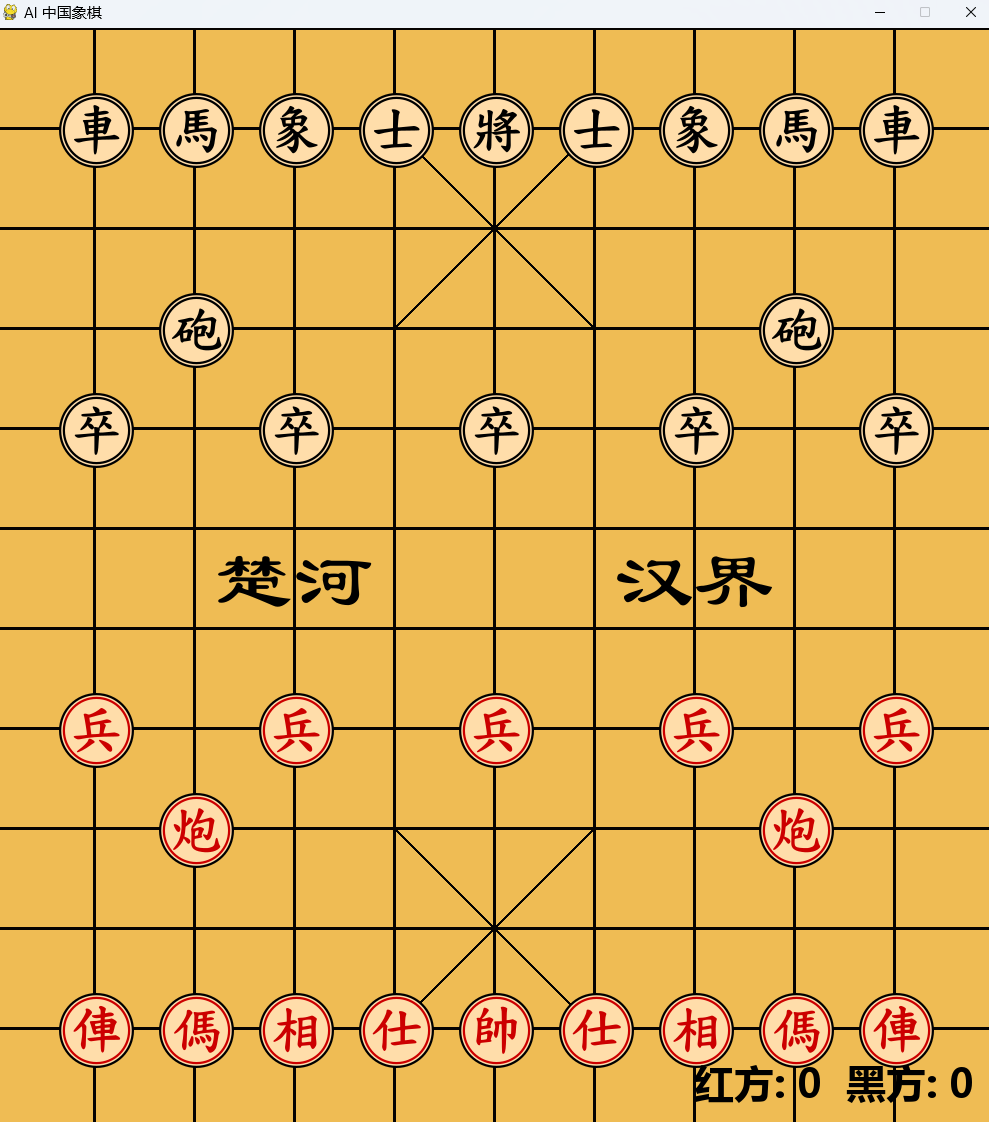 AI 中国象棋
車 馬 象 士 將 士 象 馬 車
砲 砲
卒 卒 卒 卒 卒
楚河 汉界
兵 兵 兵 兵 兵
炮 炮
俥 傌 相 仕 帥 仕 相 傌 俥
红方: 0 黑方: 0